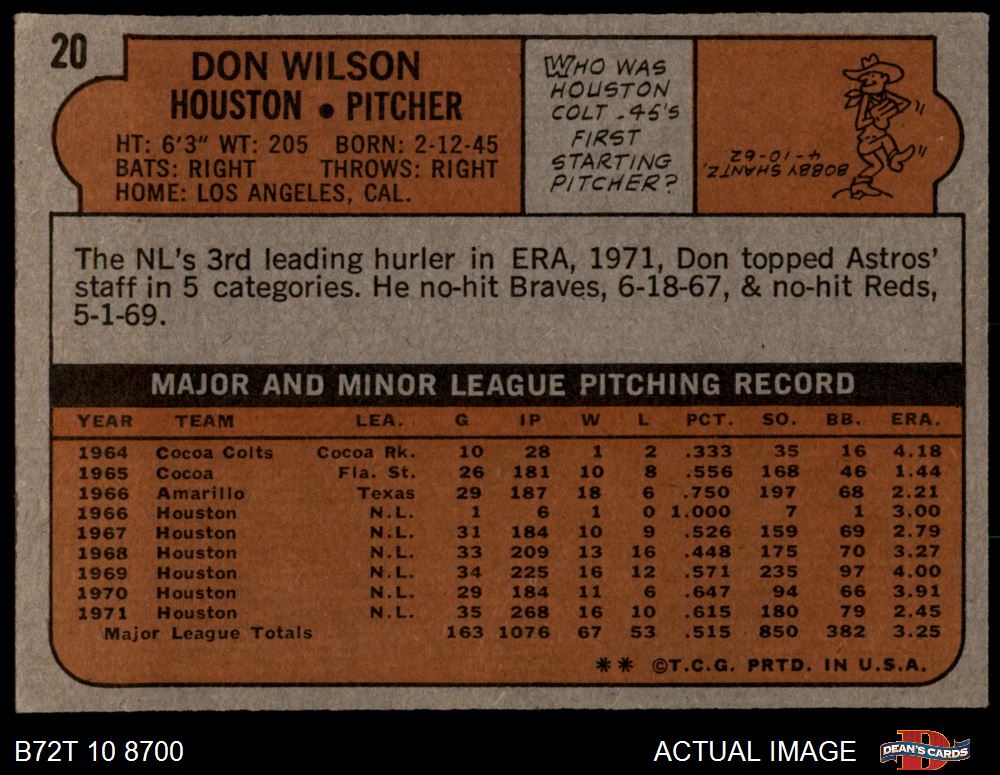 20
DON WILSON
HOUSTON • PITCHER
HT: 6'3" WT: 205 BORN: 2-12-45
BATS: RIGHT THROWS: RIGHT
HOME: LOS ANGELES, CAL.
WHO WAS
HOUSTON
COLT .45'S
FIRST
STARTING
PITCHER?
BOBBY SHANTZ,
4-10-62.
The NL's 3rd leading hurler in ERA, 1971, Don topped Astros'
staff in 5 categories. He no-hit Braves, 6-18-67, & no-hit Reds,
5-1-69.
MAJOR AND MINOR LEAGUE PITCHING RECORD
YEAR TEAM LEA. G IP W L PCT. SO. BB. ERA.
1964 Cocoa Colts Cocoa Rk. 10 28 1 2 .333 35 16 4.18
1965 Cocoa Fla. St. 26 181 10 8 .556 168 46 1.44
1966 Amarillo Texas 29 187 18 6 .750 197 68 2.21
1966 Houston N.L. 1 6 1 0 1.000 7 1 3.00
1967 Houston N.L. 31 184 10 9 .526 159 69 2.79
1968 Houston N.L. 33 209 13 16 .448 175 70 3.27
1969 Houston N.L. 34 225 16 12 .571 235 97 4.00
1970 Houston N.L. 29 184 11 6 .647 94 66 3.91
1971 Houston N.L. 35 268 16 10 .615 180 79 2.45
Major League Totals 163 1076 67 53 .515 850 382 3.25
** ©T.C.G. PRTD. IN U.S.A.
B72T 10 8700
ACTUAL IMAGE
DEAN'S CARDS